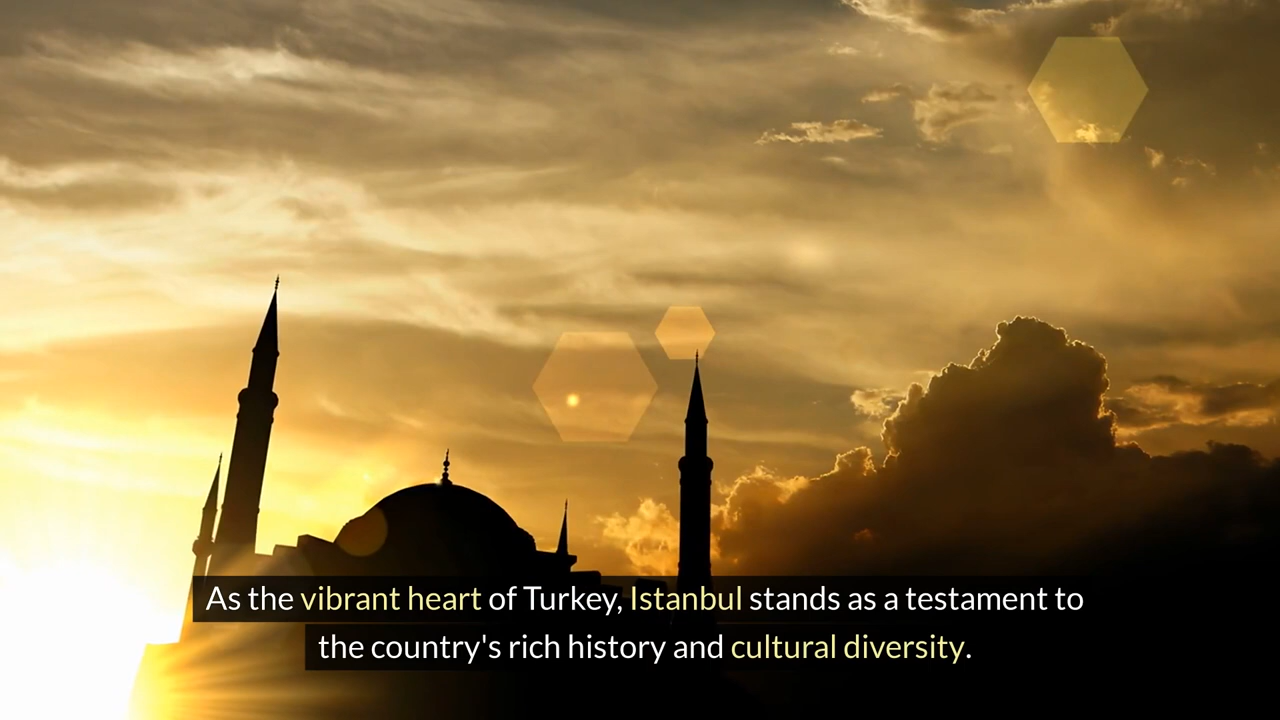 As the vibrant heart of Turkey, Istanbul stands as a testament to
the country's rich history and cultural diversity.